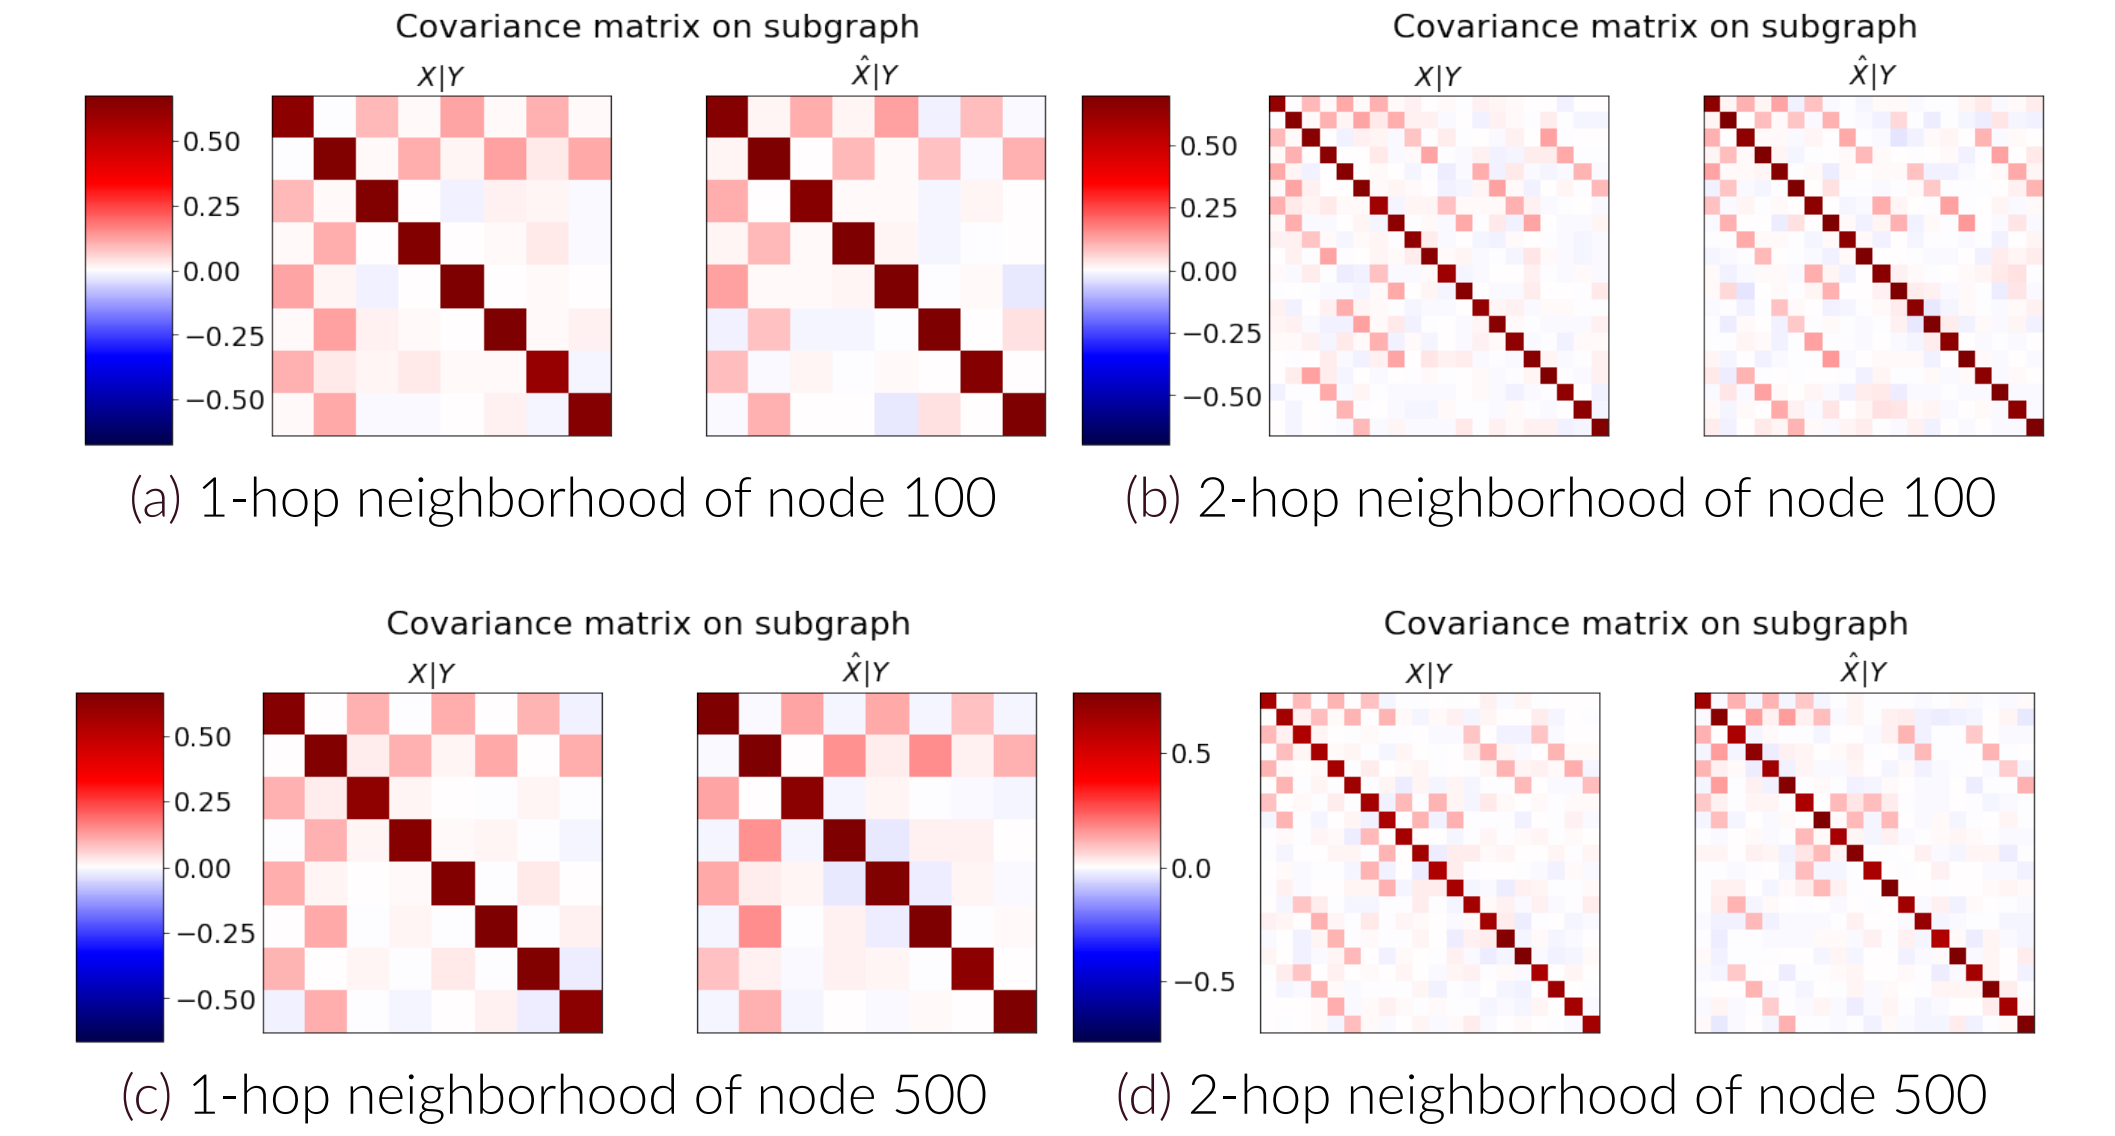 Covariance matrix on subgraph
X|Y
X̂|Y
0.50
0.25
0.00
−0.25
−0.50
(a) 1-hop neighborhood of node 100
Covariance matrix on subgraph
X|Y
X̂|Y
0.50
0.25
0.00
−0.25
−0.50
(b) 2-hop neighborhood of node 100
Covariance matrix on subgraph
X|Y
X̂|Y
0.50
0.25
0.00
−0.25
−0.50
(c) 1-hop neighborhood of node 500
Covariance matrix on subgraph
X|Y
X̂|Y
0.5
0.0
−0.5
(d) 2-hop neighborhood of node 500